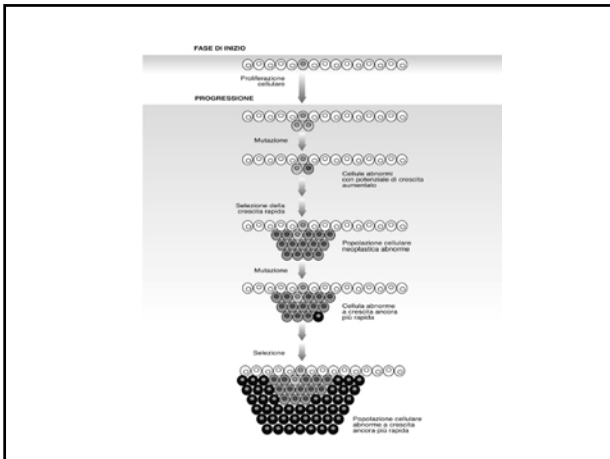 FASE DI INIZIO
Proliferazione
cellulare
PROGRESSIONE
Mutazione
Cellule abnormi
con potenziale di crescita
aumentato
Selezione della
crescita rapida
Popolazione cellulare
neoplastica abnorme
Mutazione
Cellula abnorme
a crescita ancora
più rapida
Selezione
Popolazione cellulare
abnorme a crescita
ancora più rapida